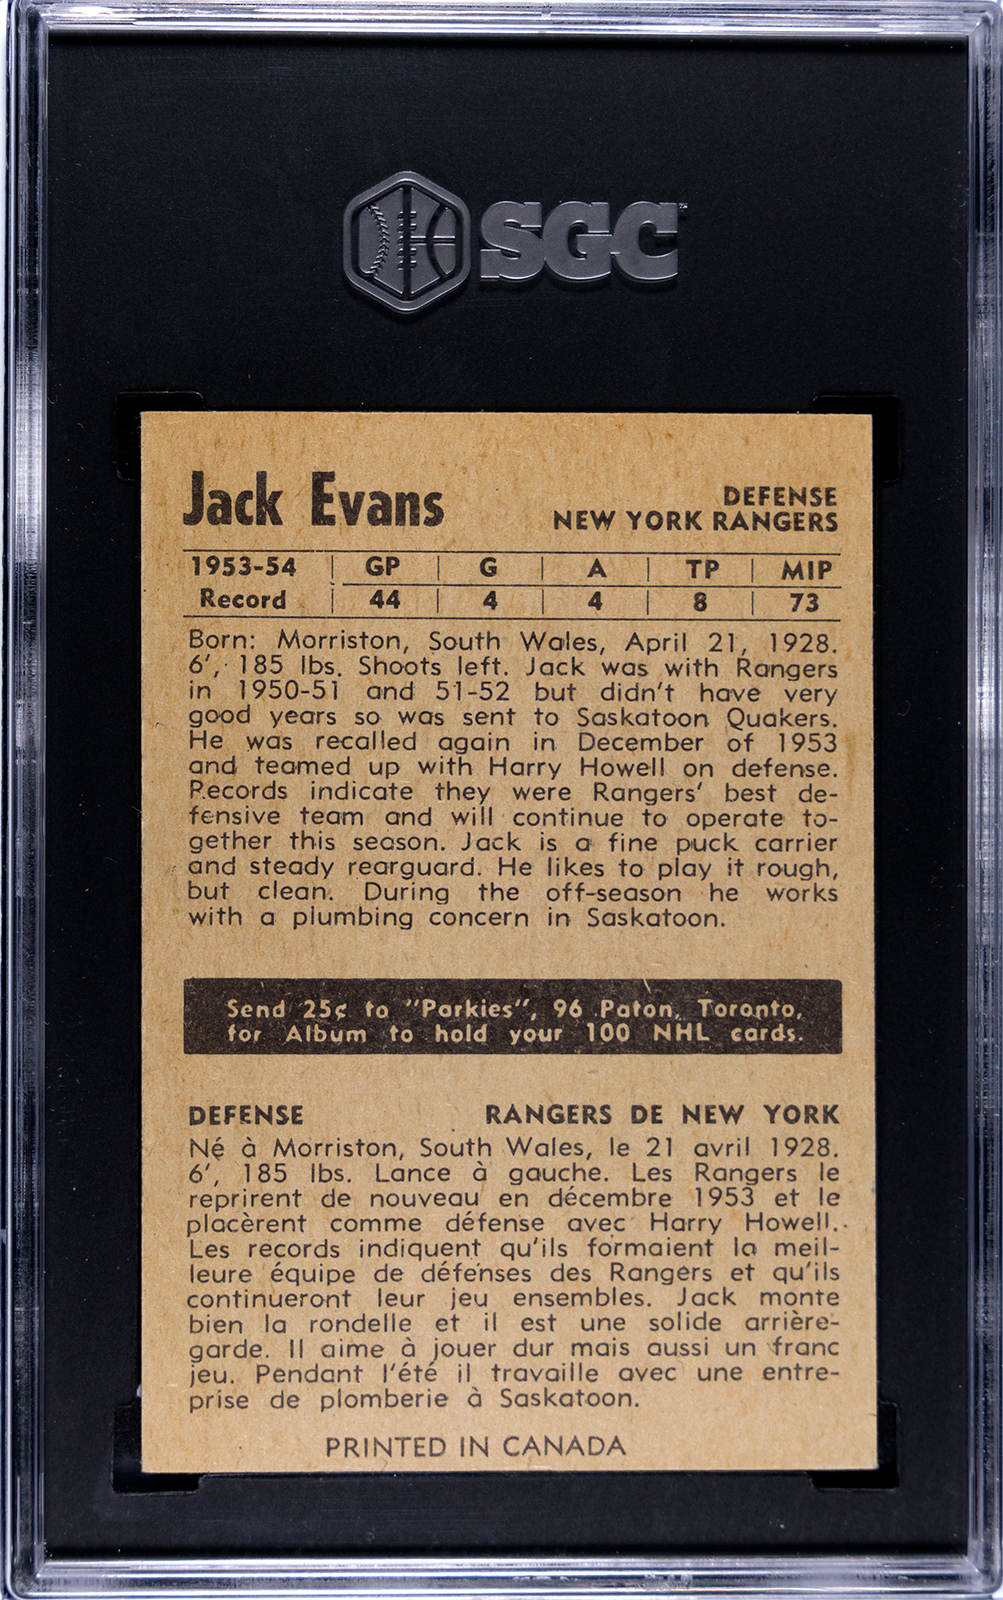 SGC
Jack Evans
DEFENSE
NEW YORK RANGERS
1953-54 | GP | G | A | TP | MIP
Record | 44 | 4 | 4 | 8 | 73
Born: Morriston, South Wales, April 21, 1928.
6', 185 lbs. Shoots left. Jack was with Rangers
in 1950-51 and 51-52 but didn't have very
good years so was sent to Saskatoon Quakers.
He was recalled again in December of 1953
and teamed up with Harry Howell on defense.
Records indicate they were Rangers' best de-
fensive team and will continue to operate to-
gether this season. Jack is a fine puck carrier
and steady rearguard. He likes to play it rough,
but clean. During the off-season he works
with a plumbing concern in Saskatoon.
Send 25¢ to "Parkies", 96 Paton, Toronto,
for Album to hold your 100 NHL cards.
DEFENSE RANGERS DE NEW YORK
Né à Morriston, South Wales, le 21 avril 1928.
6', 185 lbs. Lance à gauche. Les Rangers le
reprirent de nouveau en décembre 1953 et le
placèrent comme défense avec Harry Howell.
Les records indiquent qu'ils formaient la meil-
leure équipe de défenses des Rangers et qu'ils
continueront leur jeu ensembles. Jack monte
bien la rondelle et il est une solide arrière-
garde. Il aime à jouer dur mais aussi un franc
jeu. Pendant l'été il travaille avec une entre-
prise de plomberie à Saskatoon.
PRINTED IN CANADA